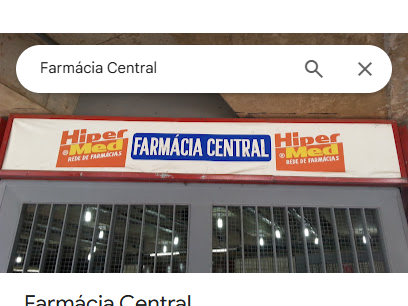 Farmácia Central
Hiper
Med
REDE DE FARMÁCIAS
FARMÁCIA CENTRAL
Hiper
Med
REDE DE FARMÁCIAS
Farmácia Central